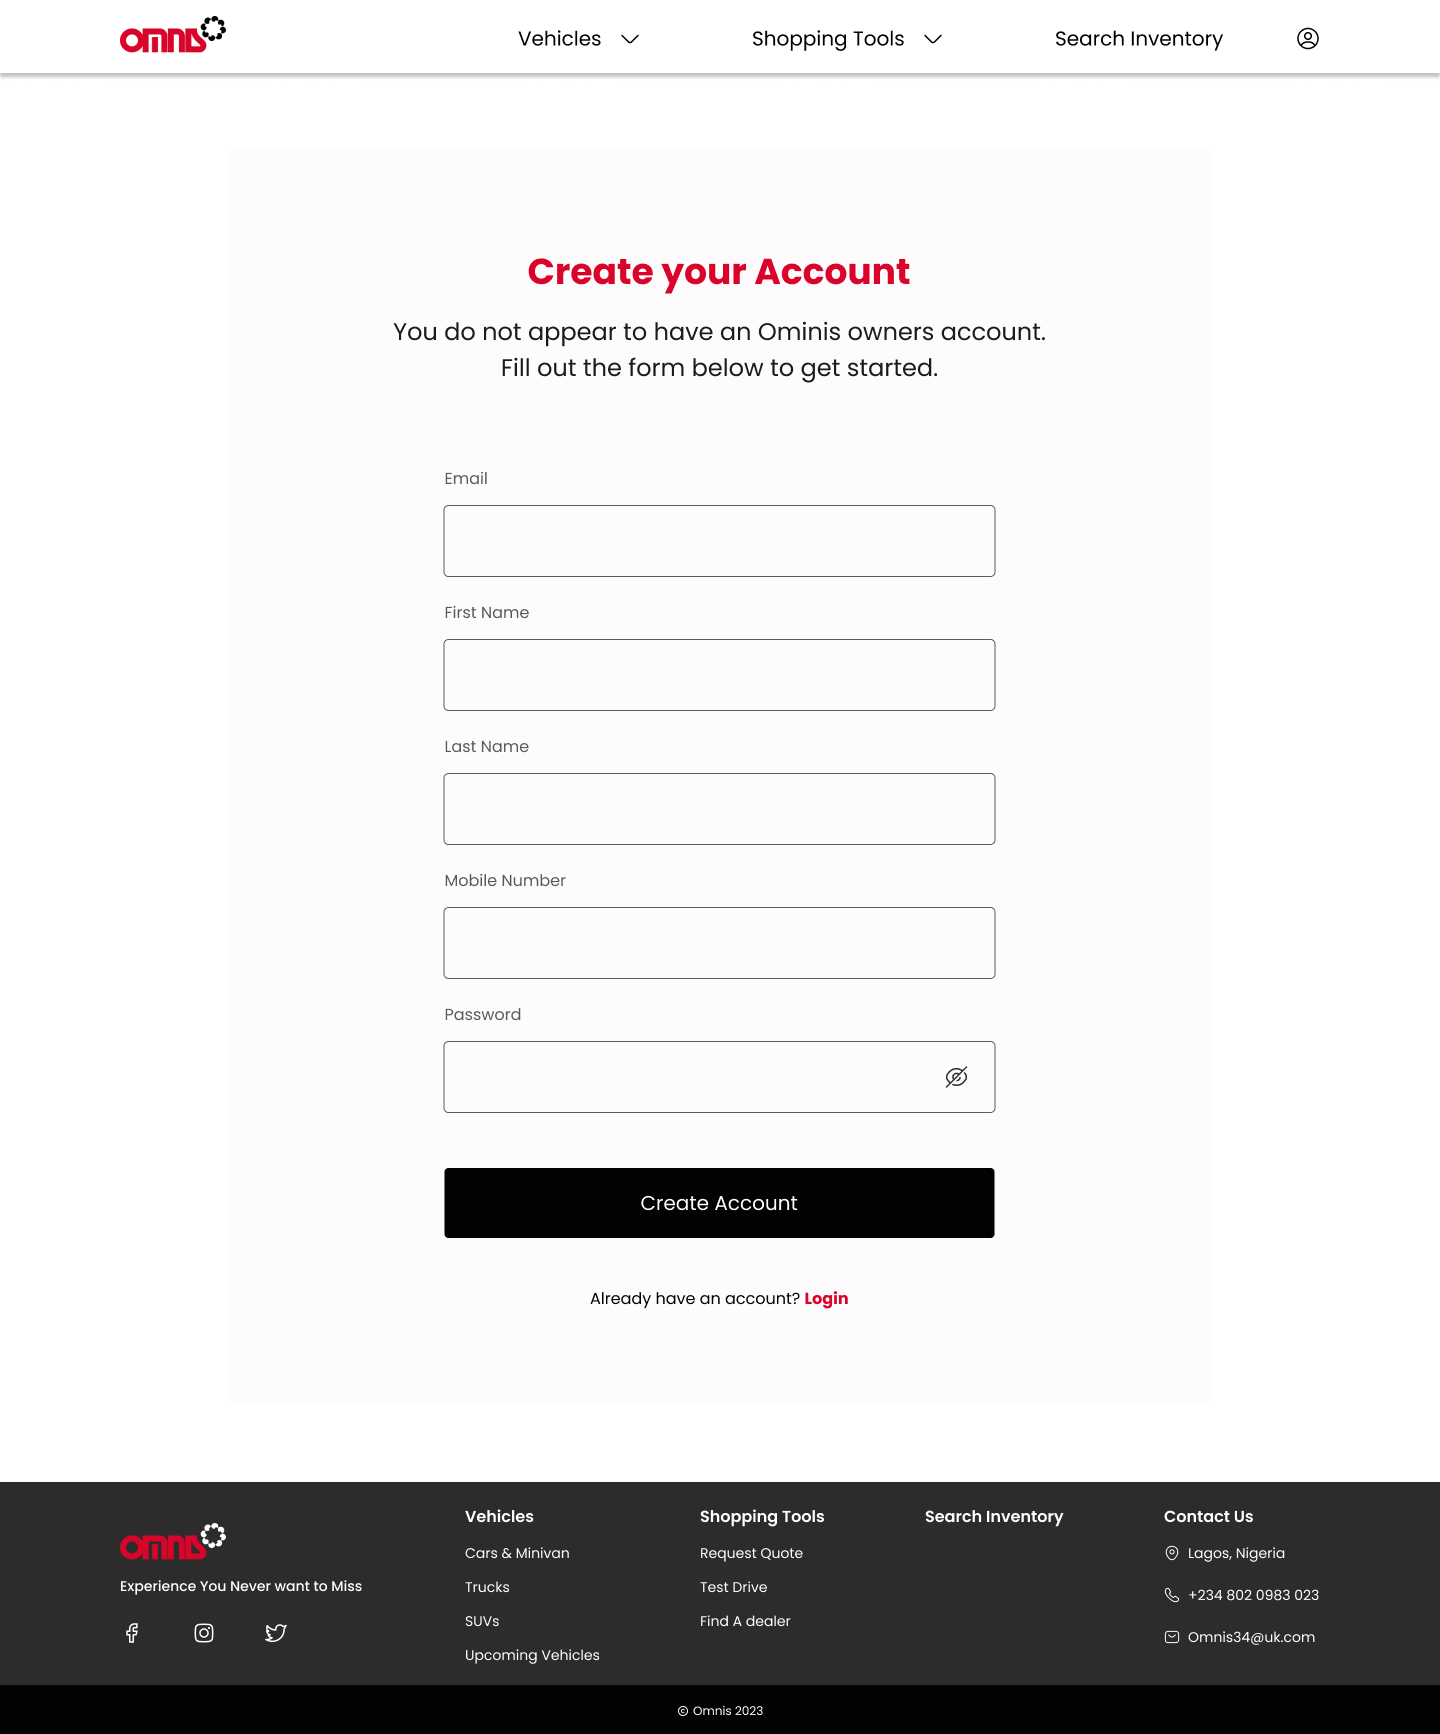 omnis
Vehicles
Shopping Tools
Search Inventory
Create your Account
You do not appear to have an Ominis owners account.
Fill out the form below to get started.
Email
First Name
Last Name
Mobile Number
Password
Create Account
Already have an account? Login
omnis
Experience You Never want to Miss
Vehicles
Cars & Minivan
Trucks
SUVs
Upcoming Vehicles
Shopping Tools
Request Quote
Test Drive
Find A dealer
Search Inventory
Contact Us
Lagos, Nigeria
+234 802 0983 023
Omnis34@uk.com
© Omnis 2023